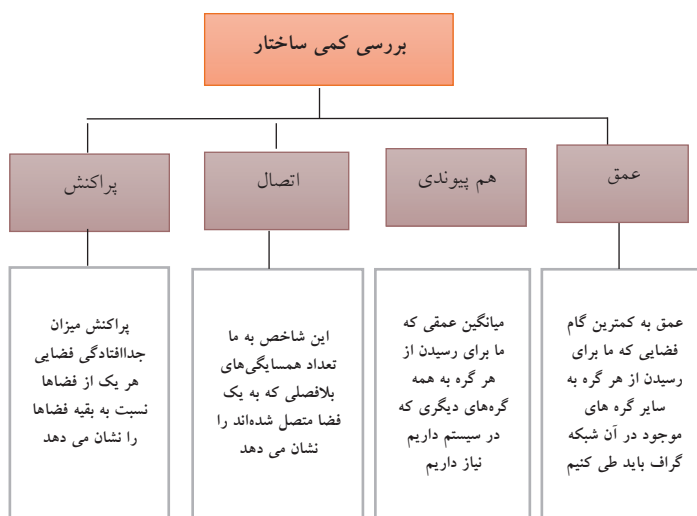 بررسی کمی ساختار
عمق
هم پیوندی
اتصال
پراکنش
عمق به کمترین گام
فضایی که ما برای
رسیدن از هر گره به
سایر گره های
موجود در آن شبکه
گراف باید طی کنیم
میانگین عمقی که
ما برای رسیدن از
هر گره به همه
گره‌های دیگری که
در سیستم داریم
نیاز داریم
این شاخص به ما
تعداد همسایگی‌های
بلافصلی که به یک
فضا متصل شده‌اند را
نشان می دهد
پراکنش میزان
جداافتادگی فضایی
هر یک از فضاها
نسبت به بقیه فضاها
را نشان می دهد